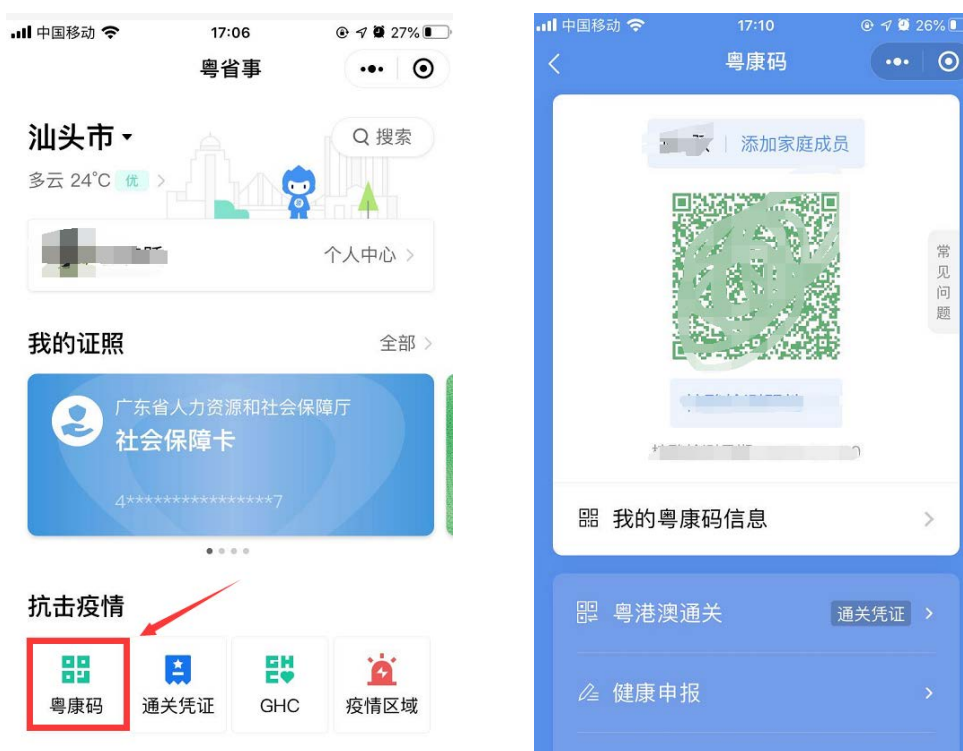 中国移动
17:06
27%
粤省事
汕头市
搜索
多云 24℃ 优
个人中心
我的证照
全部
广东省人力资源和社会保障厅
社会保障卡
4*****************7
抗击疫情
粤康码
通关凭证
GHC
疫情区域
中国移动
17:10
26%
粤康码
添加家庭成员
常见问题
我的粤康码信息
粤港澳通关
通关凭证
健康申报